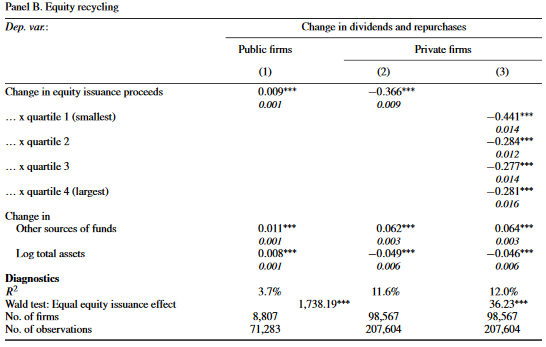 Panel B. Equity recycling
Dep. var.: Change in dividends and repurchases
Public firms Private firms
(1) (2) (3)
Change in equity issuance proceeds 0.009*** −0.366***
0.001 0.009
... x quartile 1 (smallest) −0.441***
0.014
... x quartile 2 −0.284***
0.012
... x quartile 3 −0.277***
0.014
... x quartile 4 (largest) −0.281***
0.016
Change in
Other sources of funds 0.011*** 0.062*** 0.064***
0.001 0.003 0.003
Log total assets 0.008*** −0.049*** −0.046***
0.001 0.006 0.006
Diagnostics
R2 3.7% 11.6% 12.0%
Wald test: Equal equity issuance effect 1,738.19*** 36.23***
No. of firms 8,807 98,567 98,567
No. of observations 71,283 207,604 207,604